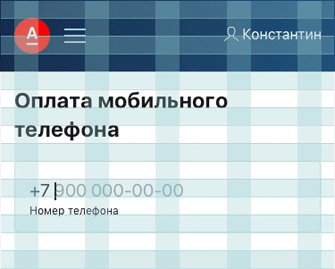 А
Константин
Оплата мобильного
телефона
+7 900 000-00-00
Номер телефона